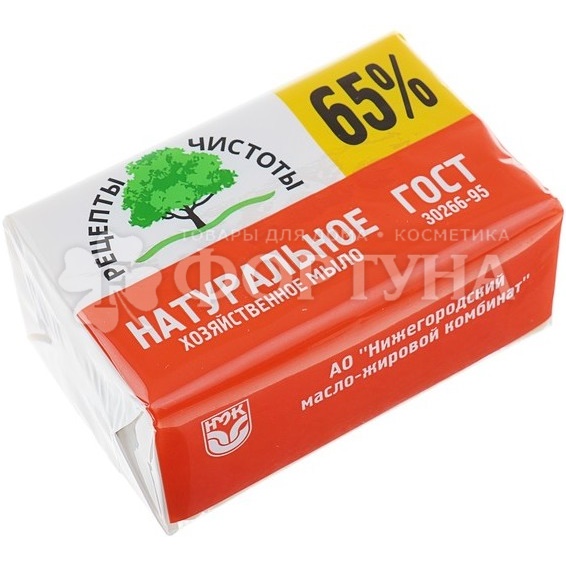 РЕЦЕПТЫ ЧИСТОТЫ
65%
НАТУРАЛЬНОЕ ГОСТ
ХОЗЯЙСТВЕННОЕ МЫЛО 30266-95
ТОВАРЫ ДЛЯ ДОМА • КОСМЕТИКА
ФОРТУНА
АО "Нижегородский
масло-жировой комбинат"
НМЖК